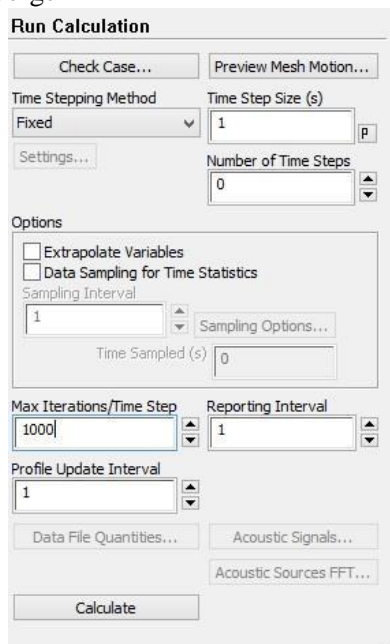 Run Calculation
Check Case... Preview Mesh Motion...
Time Stepping Method Time Step Size (s)
Fixed 1 P
Settings... Number of Time Steps
0
Options
Extrapolate Variables
Data Sampling for Time Statistics
Sampling Interval
1 Sampling Options...
Time Sampled (s) 0
Max Iterations/Time Step Reporting Interval
1000 1
Profile Update Interval
1
Data File Quantities... Acoustic Signals...
Acoustic Sources FFT...
Calculate